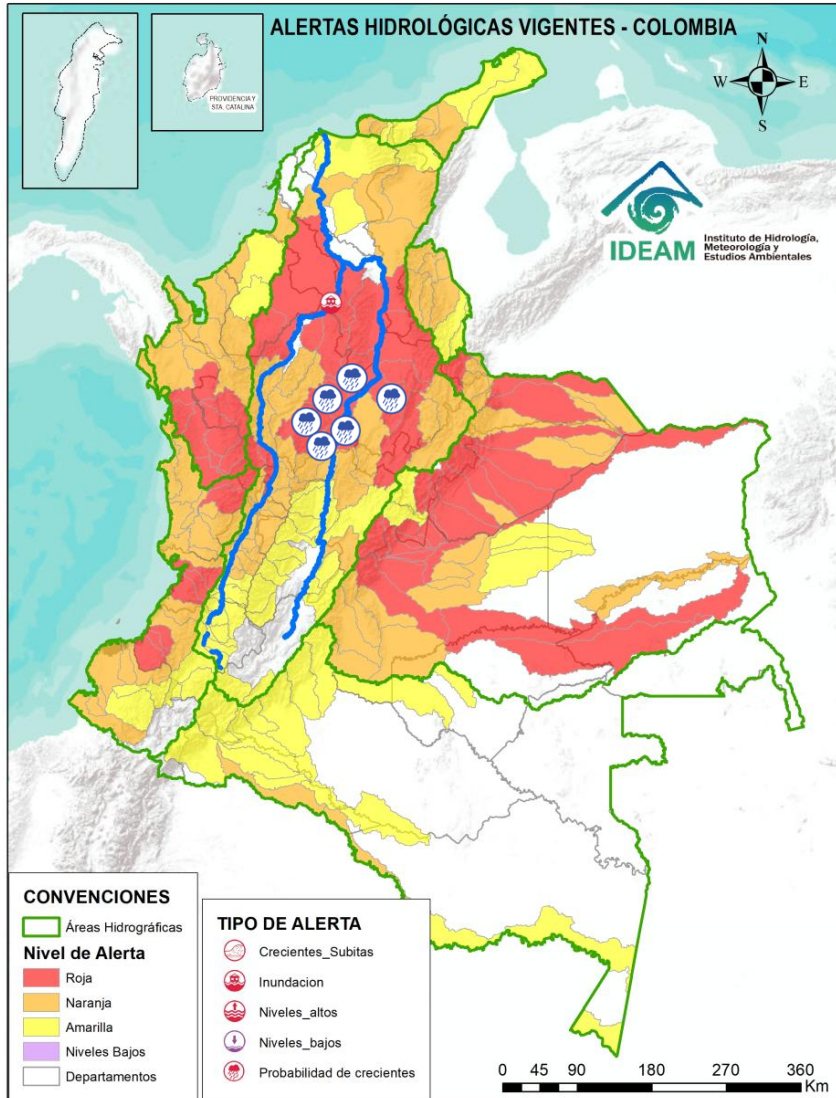 ALERTAS HIDROLÓGICAS VIGENTES - COLOMBIA
PROVIDENCIA Y
STA. CATALINA
N
W
E
S
IDEAM
Instituto de Hidrología,
Meteorología y
Estudios Ambientales
CONVENCIONES
Áreas Hidrográficas
Nivel de Alerta
Roja
Naranja
Amarilla
Niveles Bajos
Departamentos
TIPO DE ALERTA
Crecientes_Subitas
Inundacion
Niveles_altos
Niveles_bajos
Probabilidad de crecientes
0 45 90 180 270 360
Km